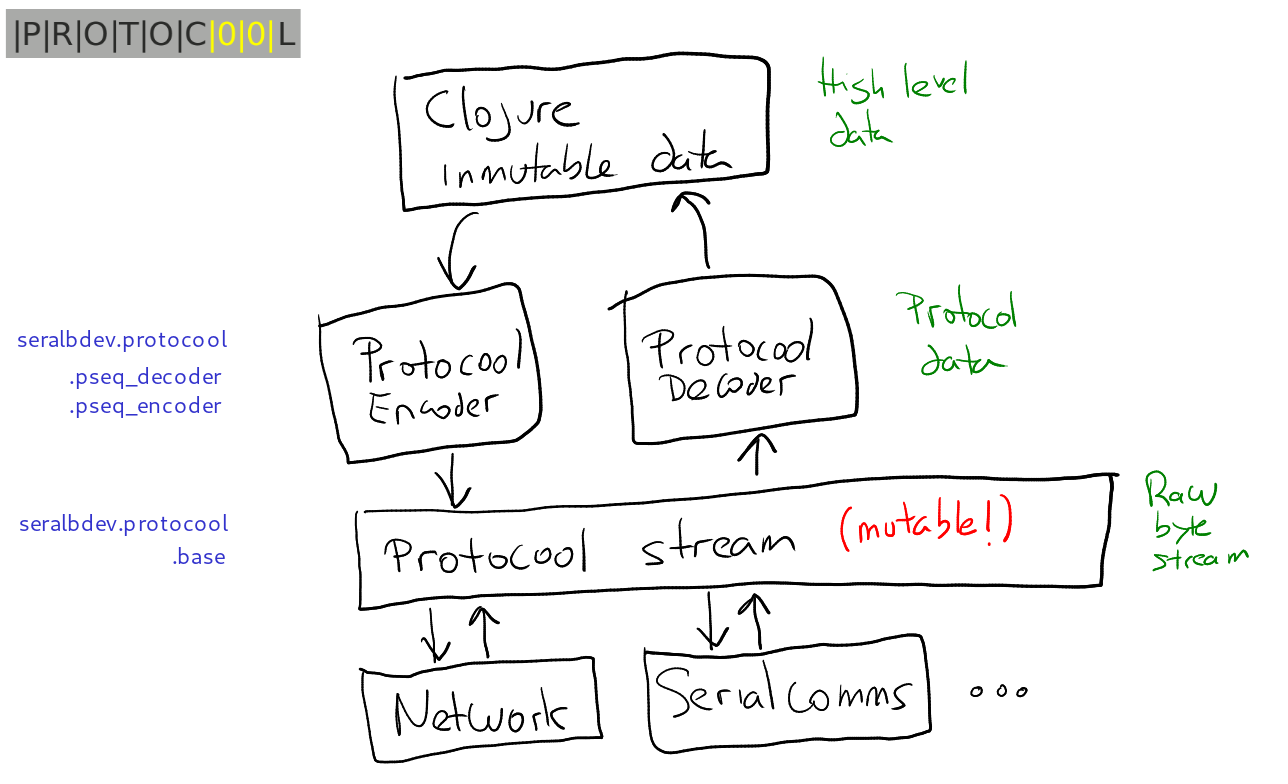 |P|R|O|T|O|C|0|0|L
Clojure
inmutable data
High level
data
seralbdev.protocool
.pseq_decoder
.pseq_encoder
Protocool
Encoder
Protocool
Decoder
Protocol
data
seralbdev.protocool
.base
Protocool stream (mutable!)
Raw
byte
stream
Network
Serial comms
...